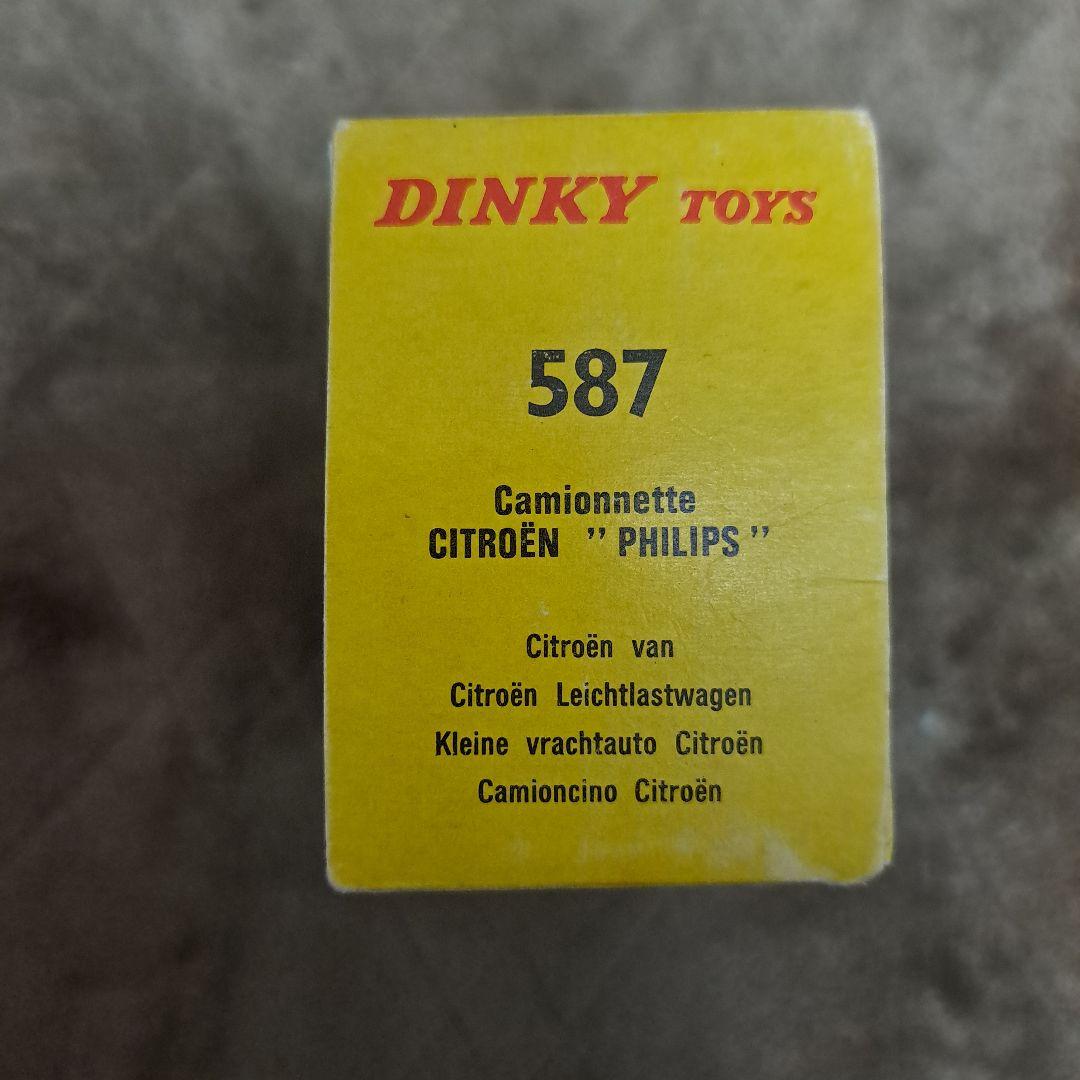 DINKY TOYS
587
Camionnette
CITROËN " PHILIPS "
Citroën van
Citroën Leichtlastwagen
Kleine vrachtauto Citroën
Camioncino Citroën